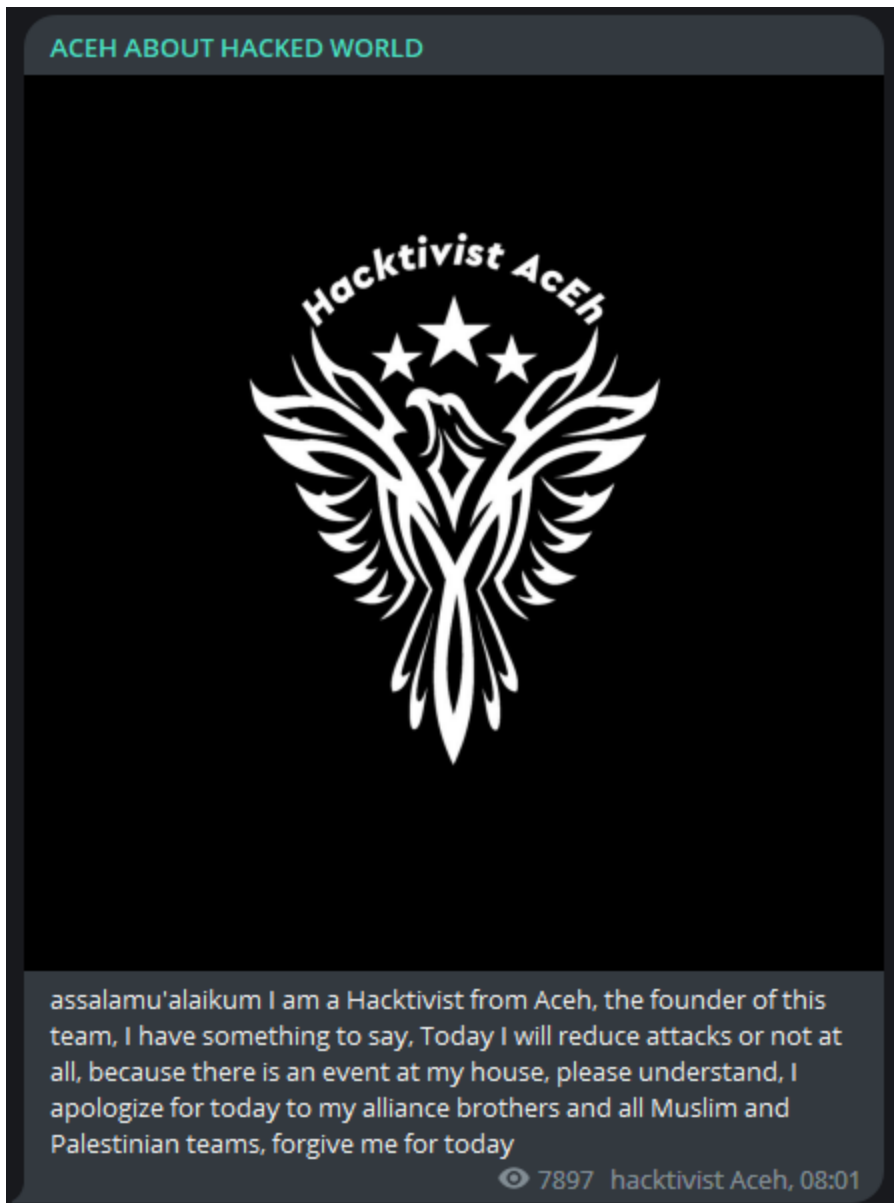 ACEH ABOUT HACKED WORLD
Hacktivist AcEh
assalamu'alaikum I am a Hacktivist from Aceh, the founder of this
team, I have something to say, Today I will reduce attacks or not at
all, because there is an event at my house, please understand, I
apologize for today to my alliance brothers and all Muslim and
Palestinian teams, forgive me for today
7897 hacktivist Aceh, 08:01